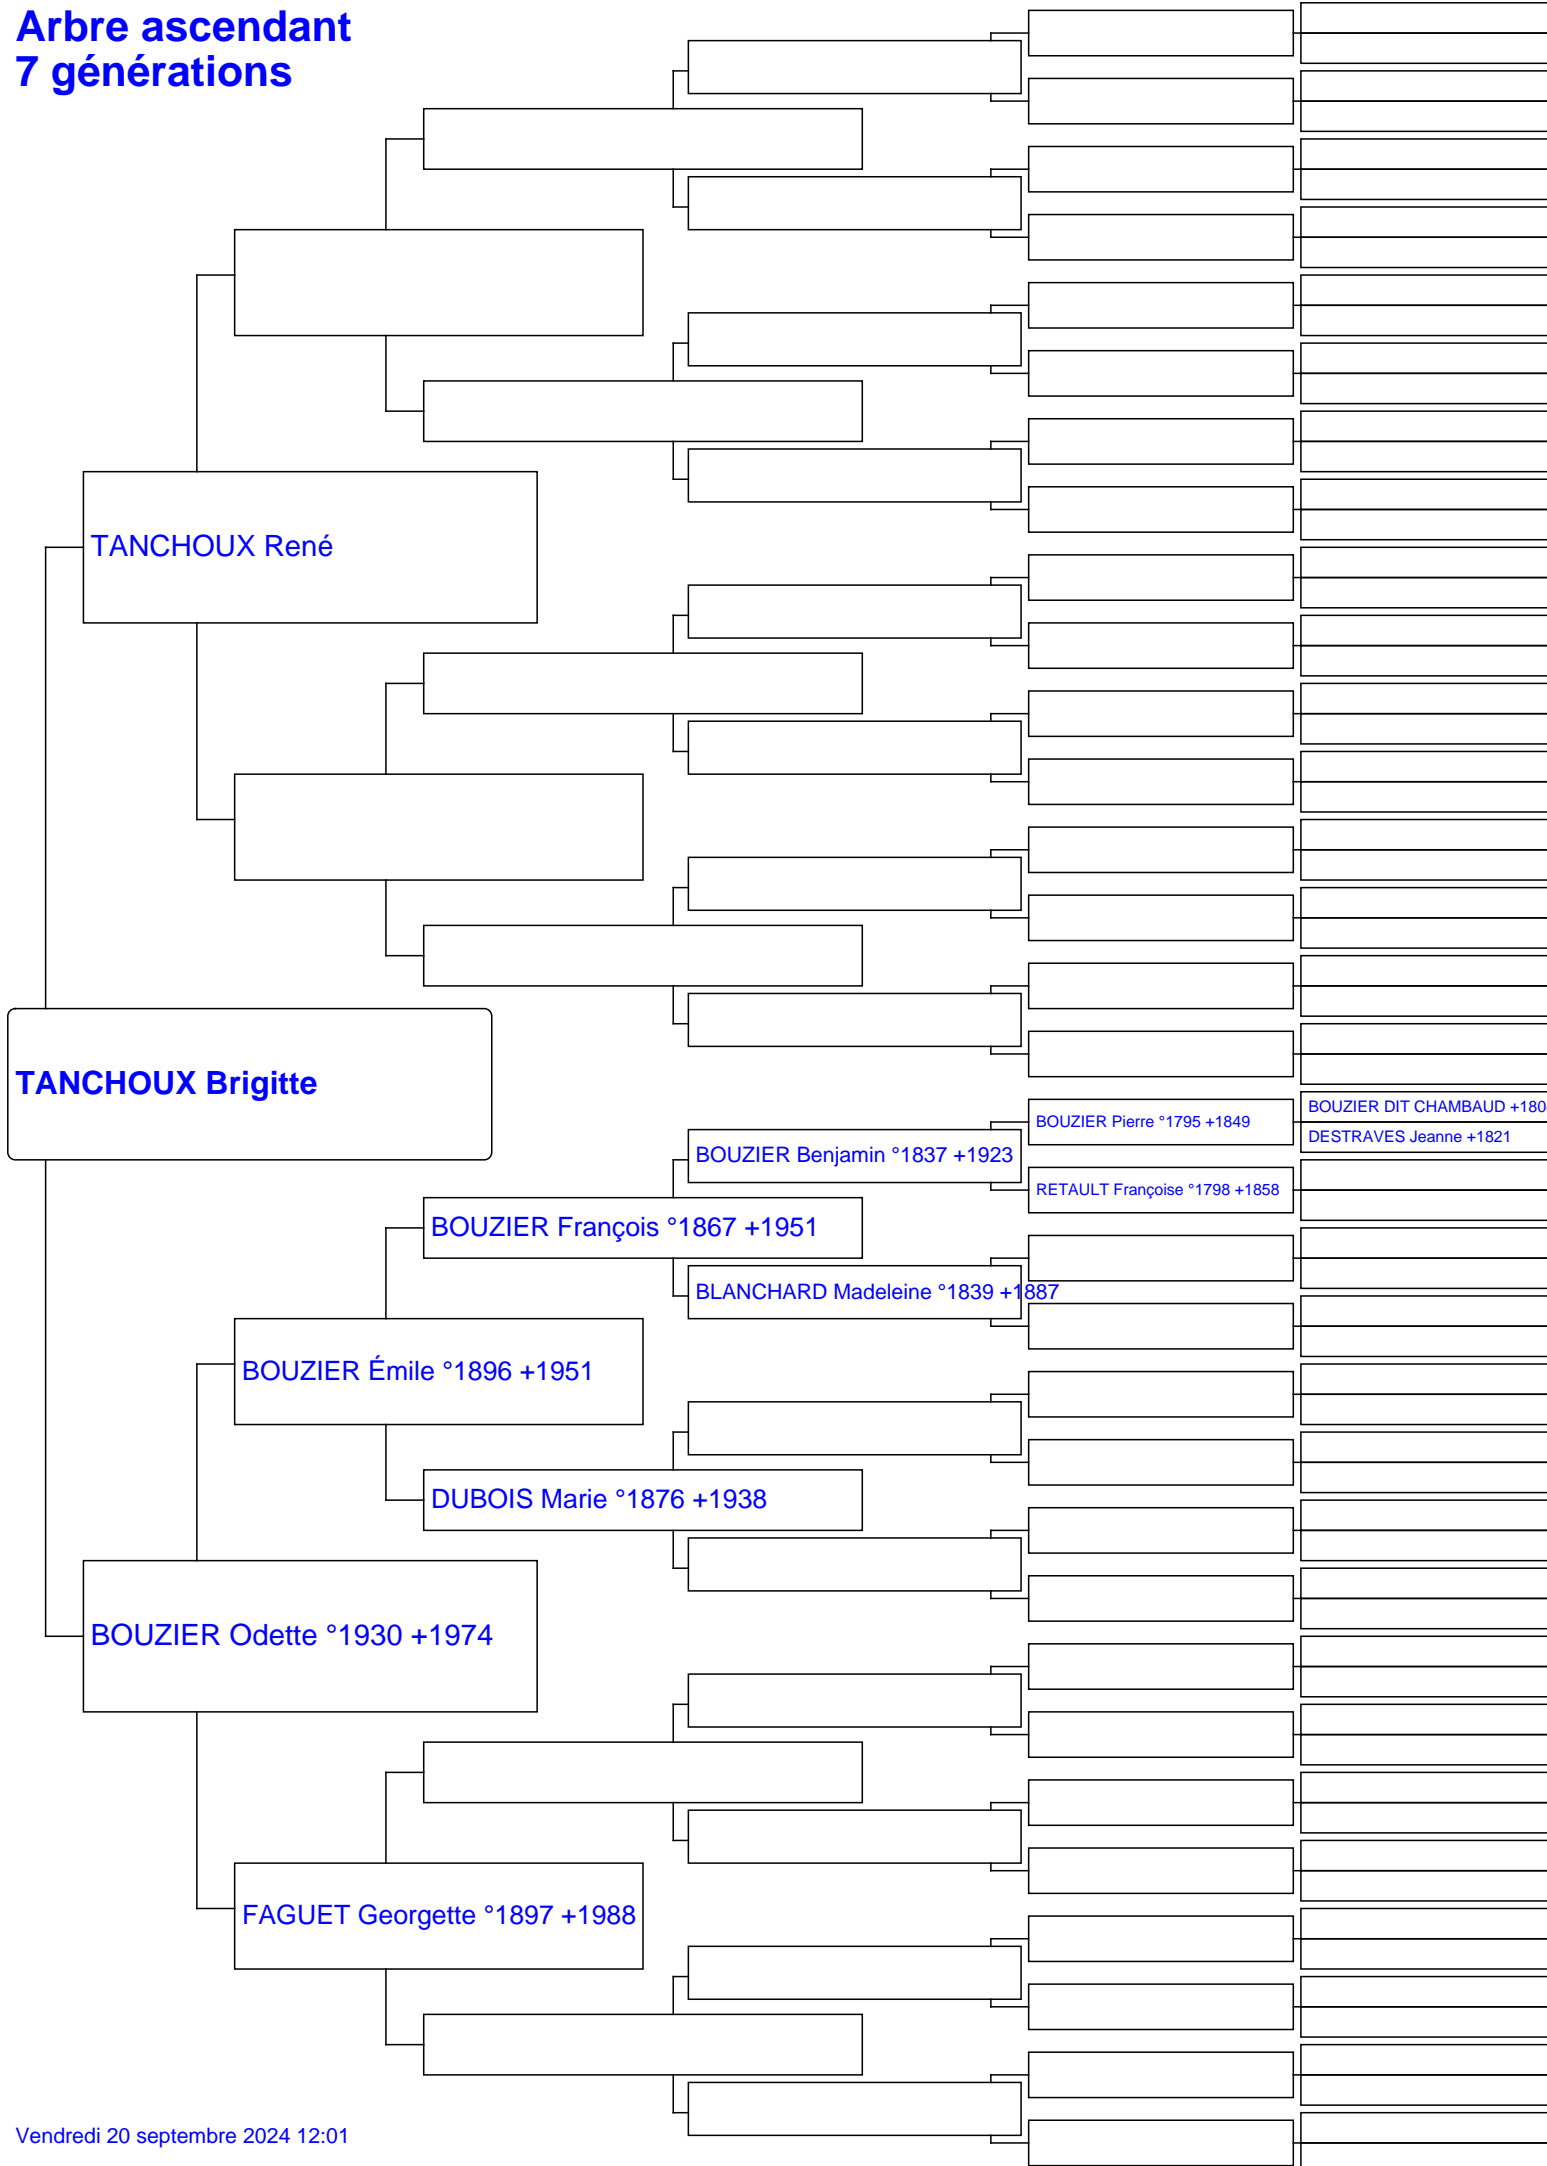 Arbre ascendant
7 générations
TANCHOUX René
TANCHOUX Brigitte
BOUZIER Pierre °1795 +1849
BOUZIER DIT CHAMBAUD
DESTRAVES Jeanne +1821
BOUZIER Benjamin °1837 +1923
RETAULT Françoise °1798 +1858
BOUZIER François °1867 +1951
BLANCHARD Madeleine °1839 +1887
BOUZIER Émile °1896 +1951
DUBOIS Marie °1876 +1938
BOUZIER Odette °1930 +1974
FAGUET Georgette °1897 +1988
Vendredi 20 septembre 2024 12:01